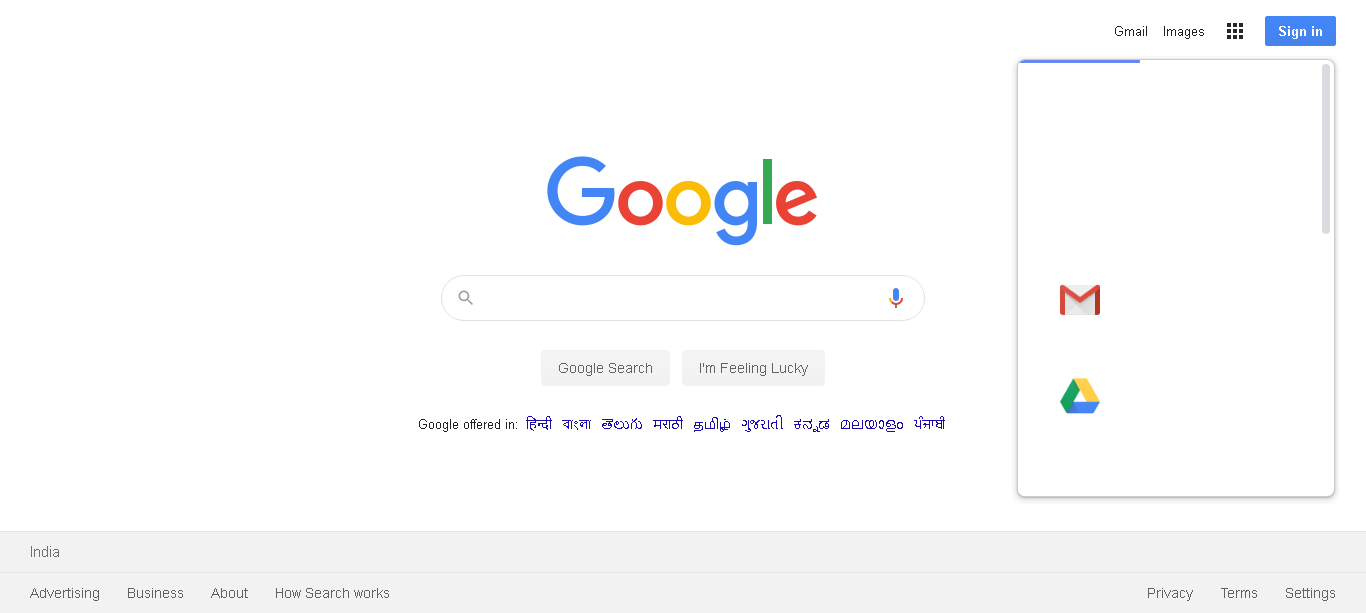 Gmail Images Sign in
Google
Google Search I'm Feeling Lucky
Google offered in: हिन्दी বাংলা తెలుగు मराठी தமிழ் ગુજરાતી ಕನ್ನಡ മലയാളം ਪੰਜਾਬੀ
India
Advertising Business About How Search works Privacy Terms Settings